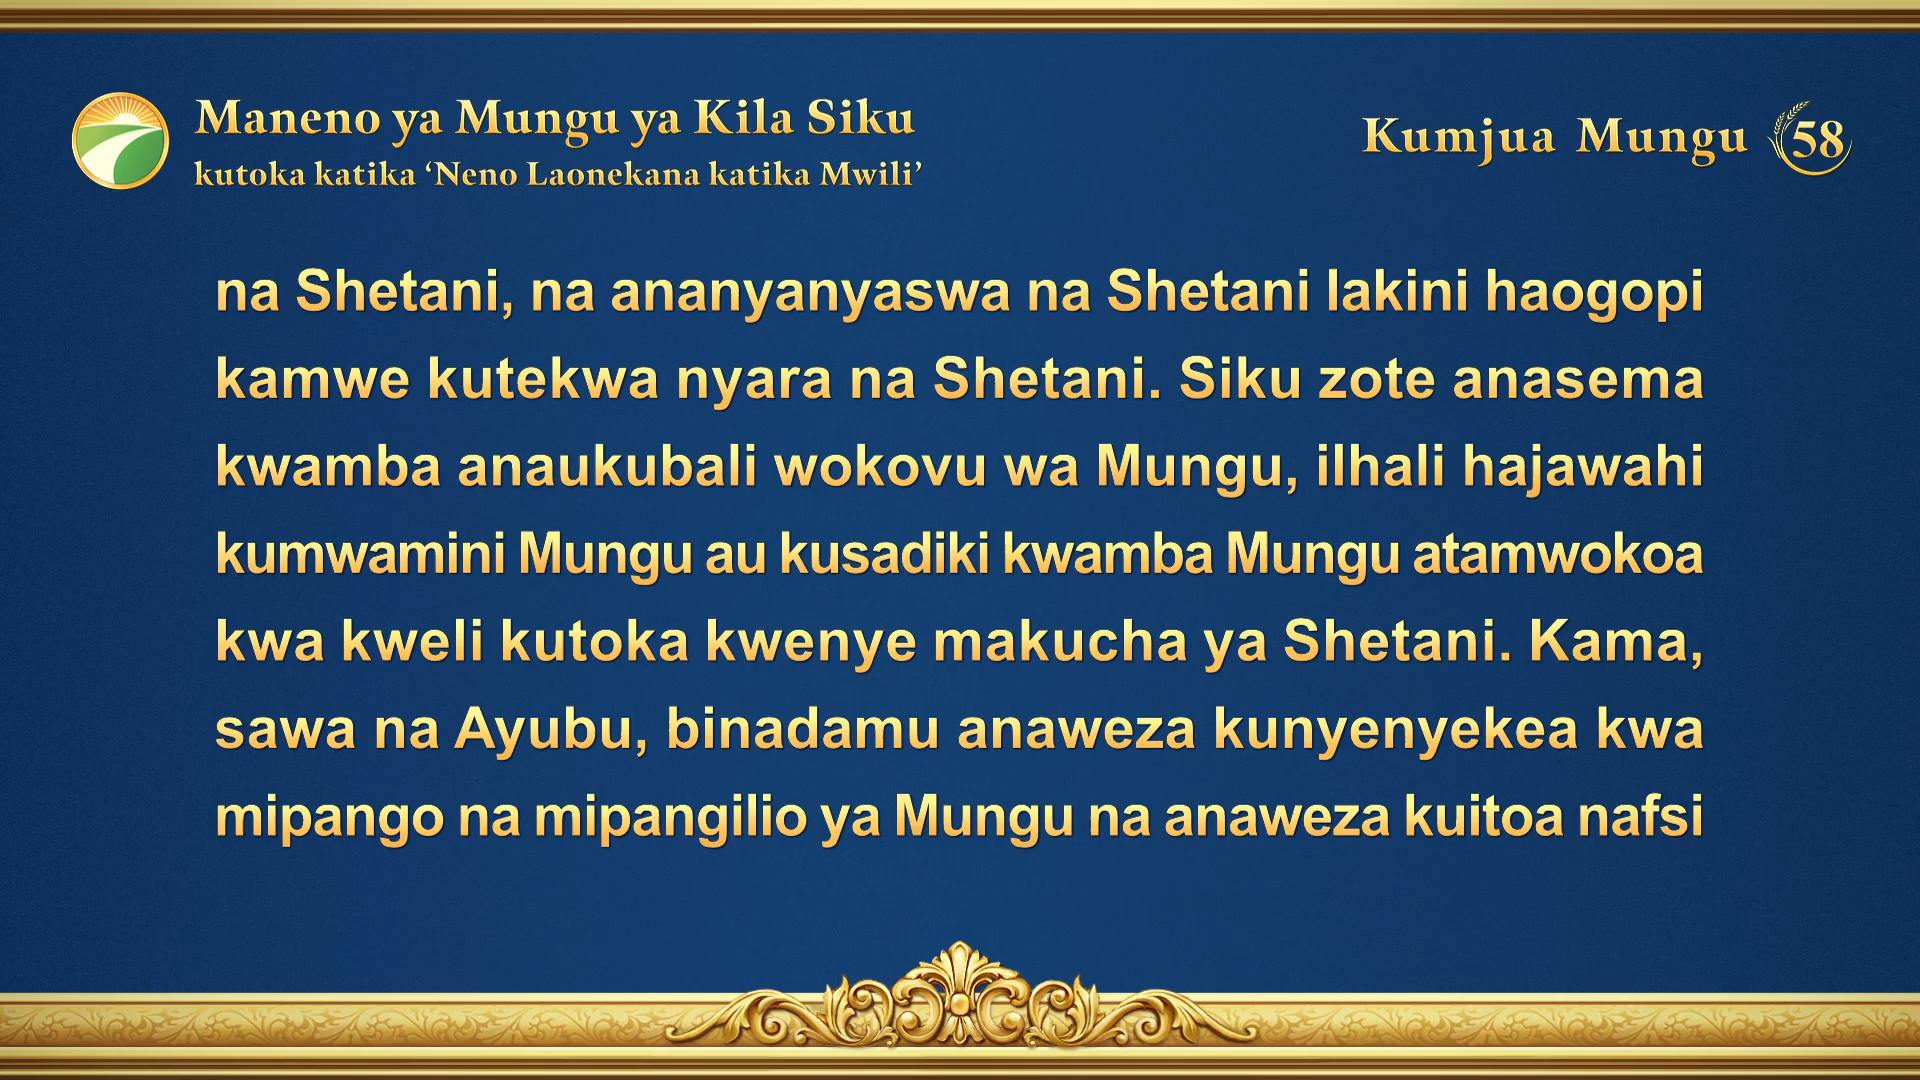 Maneno ya Mungu ya Kila Siku
kutoka katika ‘Neno Laonekana katika Mwili’
Kumjua Mungu 58
na Shetani, na ananyanyaswa na Shetani lakini haogopi
kamwe kutekwa nyara na Shetani. Siku zote anasema
kwamba anaukubali wokovu wa Mungu, ilhali hajawahi
kumwamini Mungu au kusadiki kwamba Mungu atamwokoa
kwa kweli kutoka kwenye makucha ya Shetani. Kama,
sawa na Ayubu, binadamu anaweza kunyenyekea kwa
mipango na mipangilio ya Mungu na anaweza kuitoa nafsi